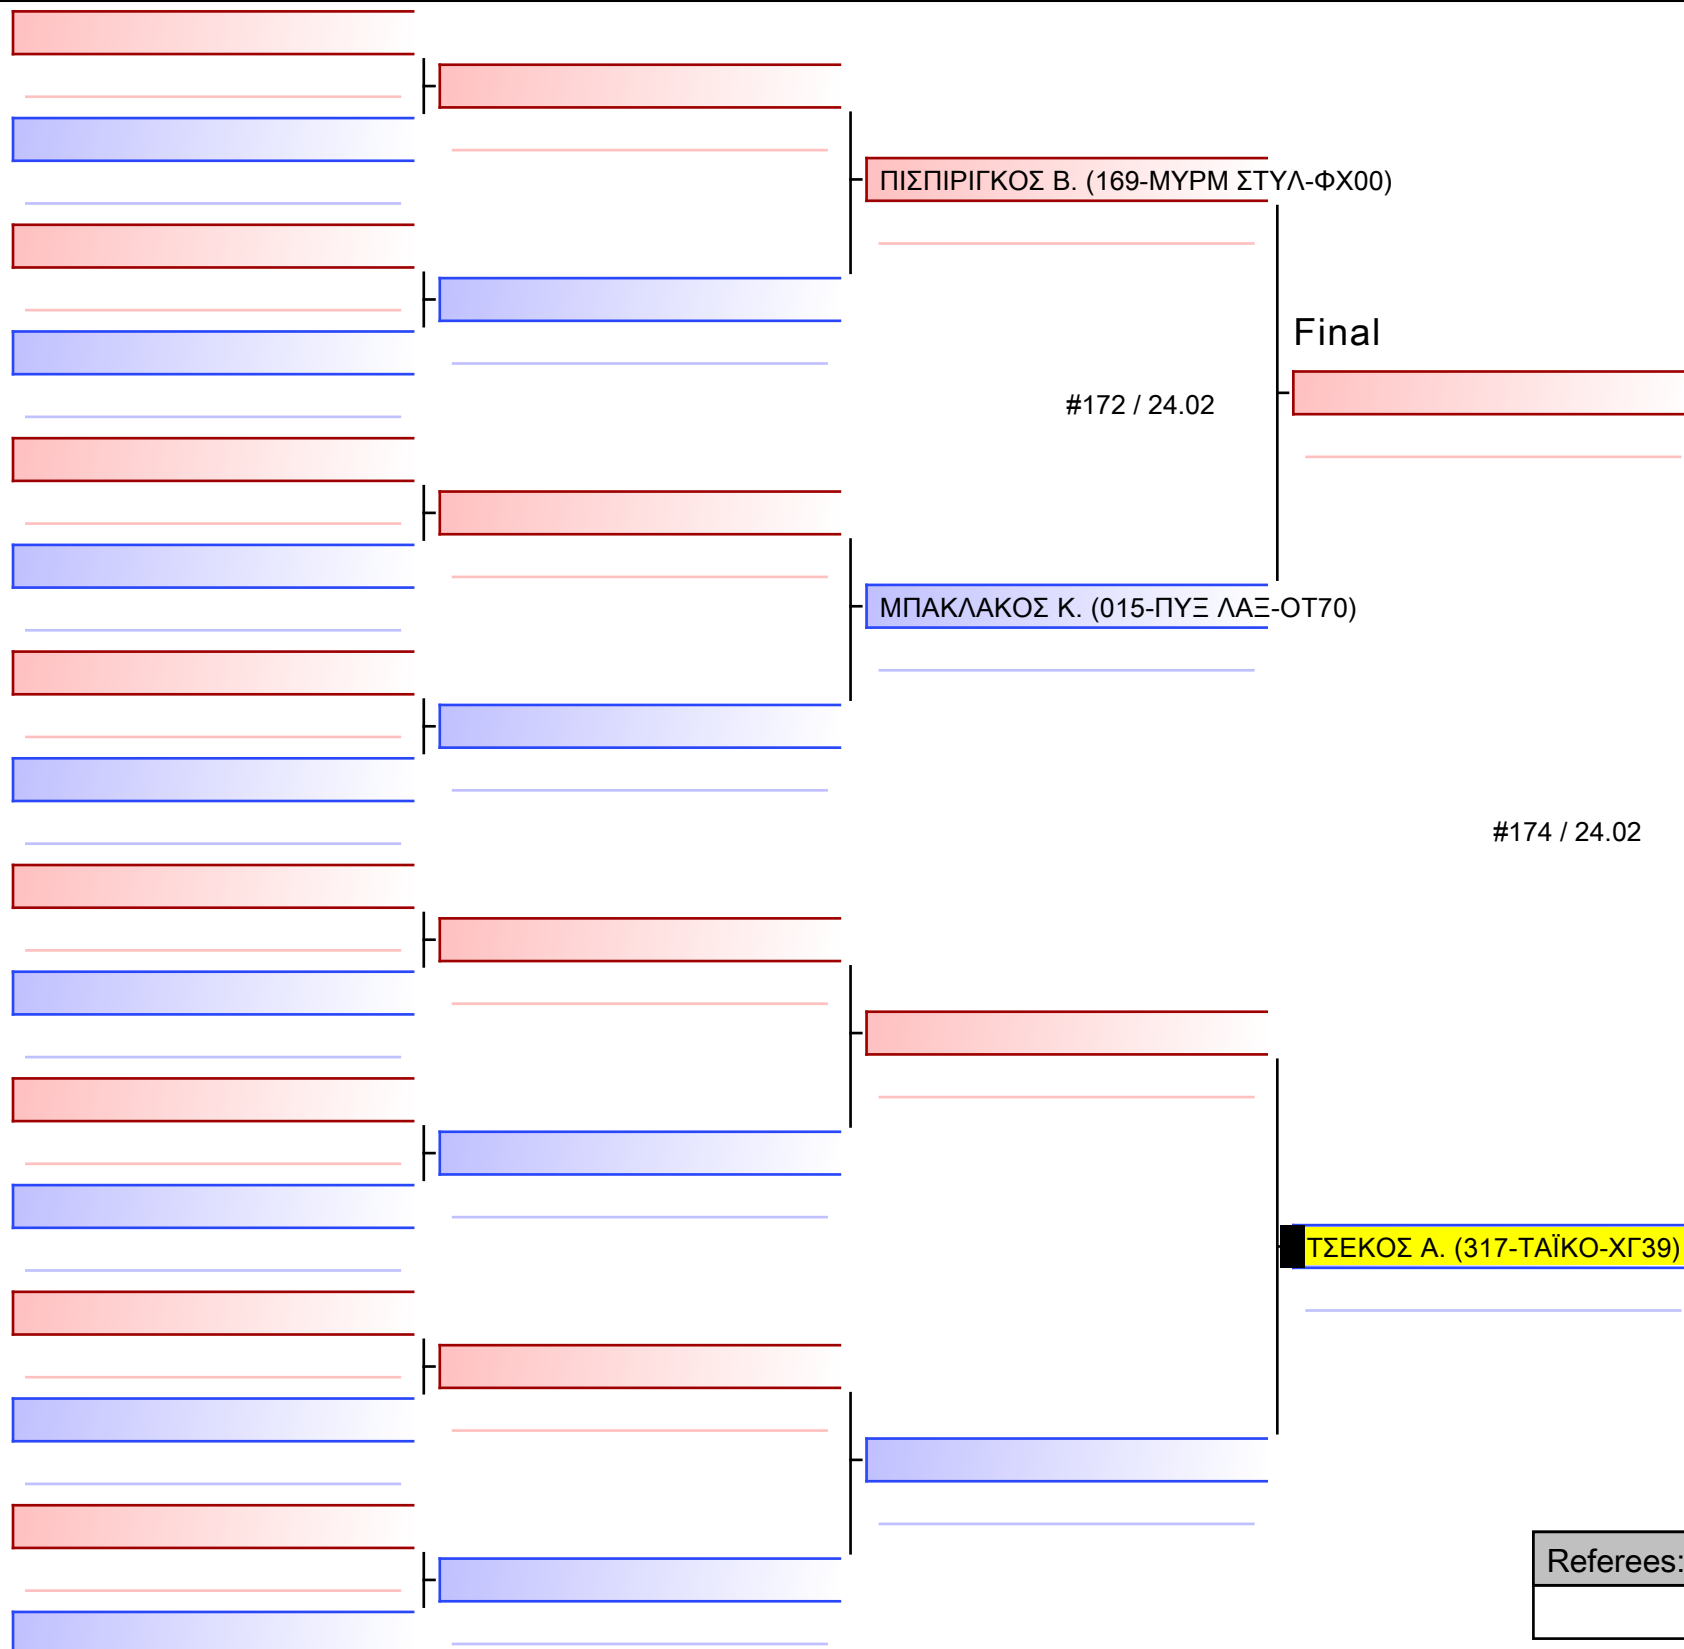 ΠΙΣΠΙΡΙΓΚΟΣ Β. (169-ΜΥΡΜ ΣΤΥΛ-ΦΧ00)
Final
#172 / 24.02
ΜΠΑΚΛΑΚΟΣ Κ. (015-ΠΥΞ ΛΑΞ-ΟΤ70)
#174 / 24.02
ΤΣΕΚΟΣ Α. (317-ΤΑΪΚΟ-ΧΓ39)
Referees: